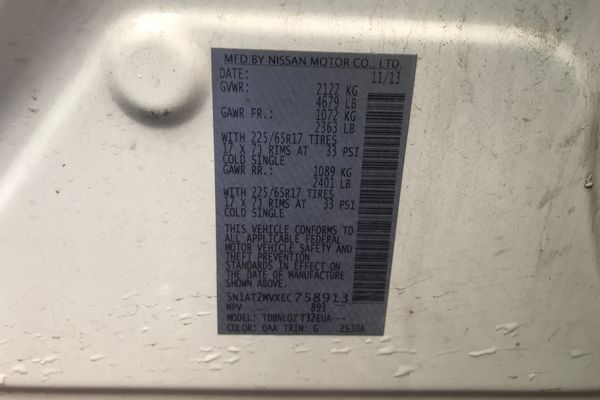 MFD BY NISSAN MOTOR CO., LTD.
DATE: 11/13
GVWR: 2122 KG
4679 LB
GAWR FR.: 1072 KG
2363 LB
WITH 225/65R17 TIRES
17 X 7J RIMS AT 33 PSI
COLD SINGLE
GAWR RR.: 1089 KG
2401 LB
WITH 225/65R17 TIRES
17 X 7J RIMS AT 33 PSI
COLD SINGLE
THIS VEHICLE CONFORMS TO
ALL APPLICABLE FEDERAL
MOTOR VEHICLE SAFETY AND
THEFT PREVENTION
STANDARDS IN EFFECT ON
THE DATE OF MANUFACTURE
SHOWN ABOVE.
5N1AT2MVXEC758913
MPV 893
MODEL: TDBNLQZ T32EUA---
COLOR: QAA TRIM: G 2S30A